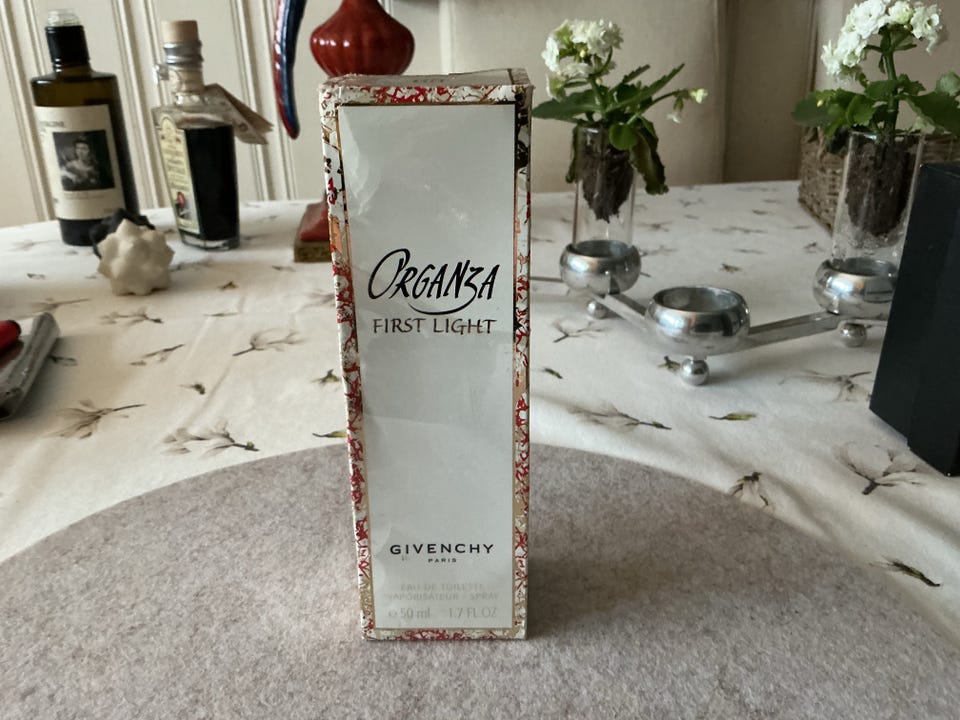 ORGANZA
FIRST LIGHT
GIVENCHY
PARIS
EAU DE TOILETTE
VAPORISATEUR - SPRAY
℮ 50 ml 1.7 FL.OZ